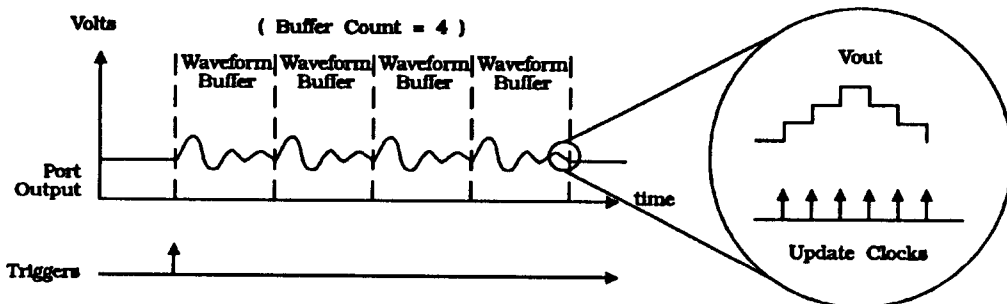 Volts
( Buffer Count = 4 )
Waveform Waveform Waveform Waveform
Buffer Buffer Buffer Buffer
Port
Output
time
Triggers
Vout
Update Clocks